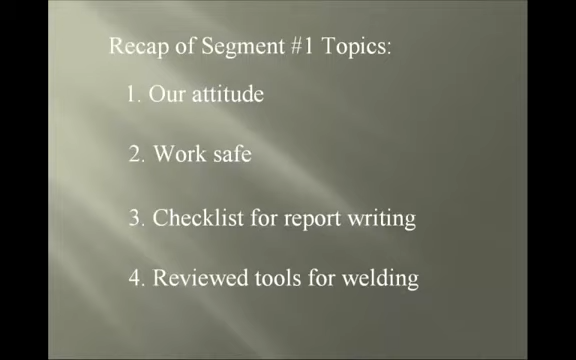 Recap of Segment #1 Topics:
1. Our attitude
2. Work safe
3. Checklist for report writing
4. Reviewed tools for welding